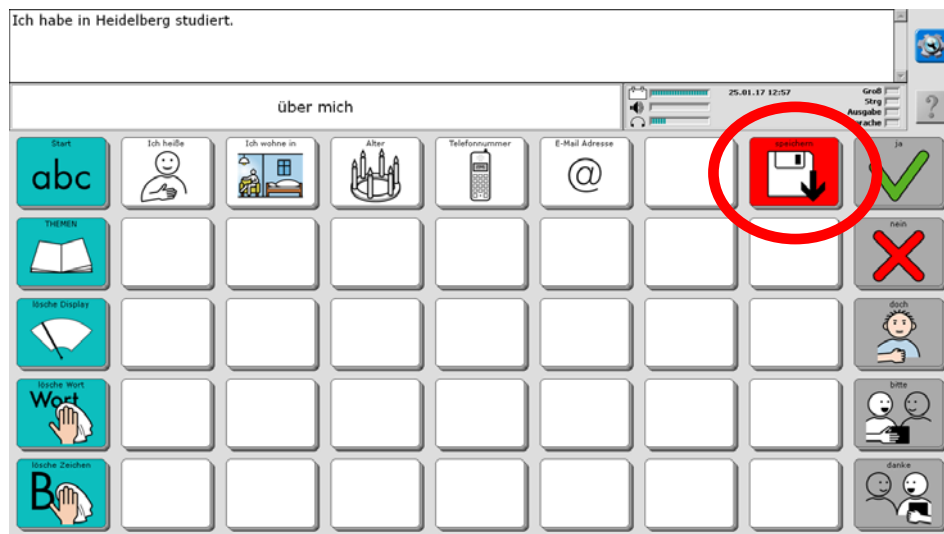 Ich habe in Heidelberg studiert.
über mich
25.01.17 12:57
Groß
Strg
Ausgabe
Start
abc
Ich heiße
Ich wohne in
Alter
Telefonnummer
E-Mail Adresse
@
speichern
ja
?
THEMEN
nein
lösche Display
doch
lösche Wort
Wort
bitte
lösche Zeichen
B
danke